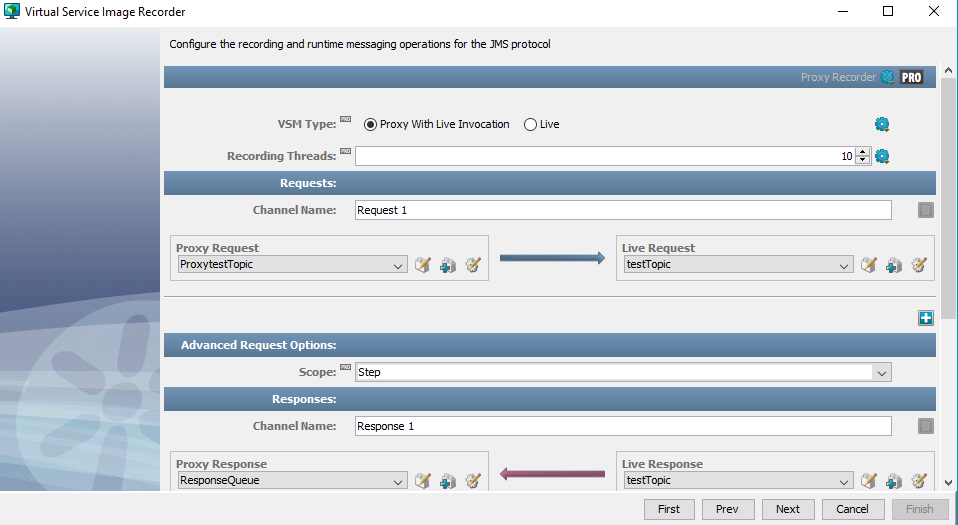 Virtual Service Image Recorder
Configure the recording and runtime messaging operations for the JMS protocol
Proxy Recorder PRO
VSM Type: PRO Proxy With Live Invocation Live
Recording Threads: PRO 10
Requests:
Channel Name: Request 1
Proxy Request Live Request
ProxytestTopic testTopic
Advanced Request Options:
Scope: PRO Step
Responses:
Channel Name: Response 1
Proxy Response Live Response
ResponseQueue testTopic
First Prev Next Cancel Finish